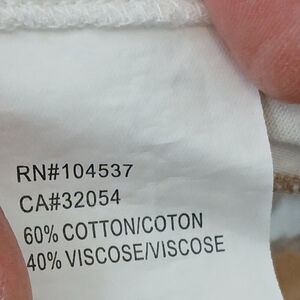 RN#104537
CA#32054
60% COTTON/COTON
40% VISCOSE/VISCOSE